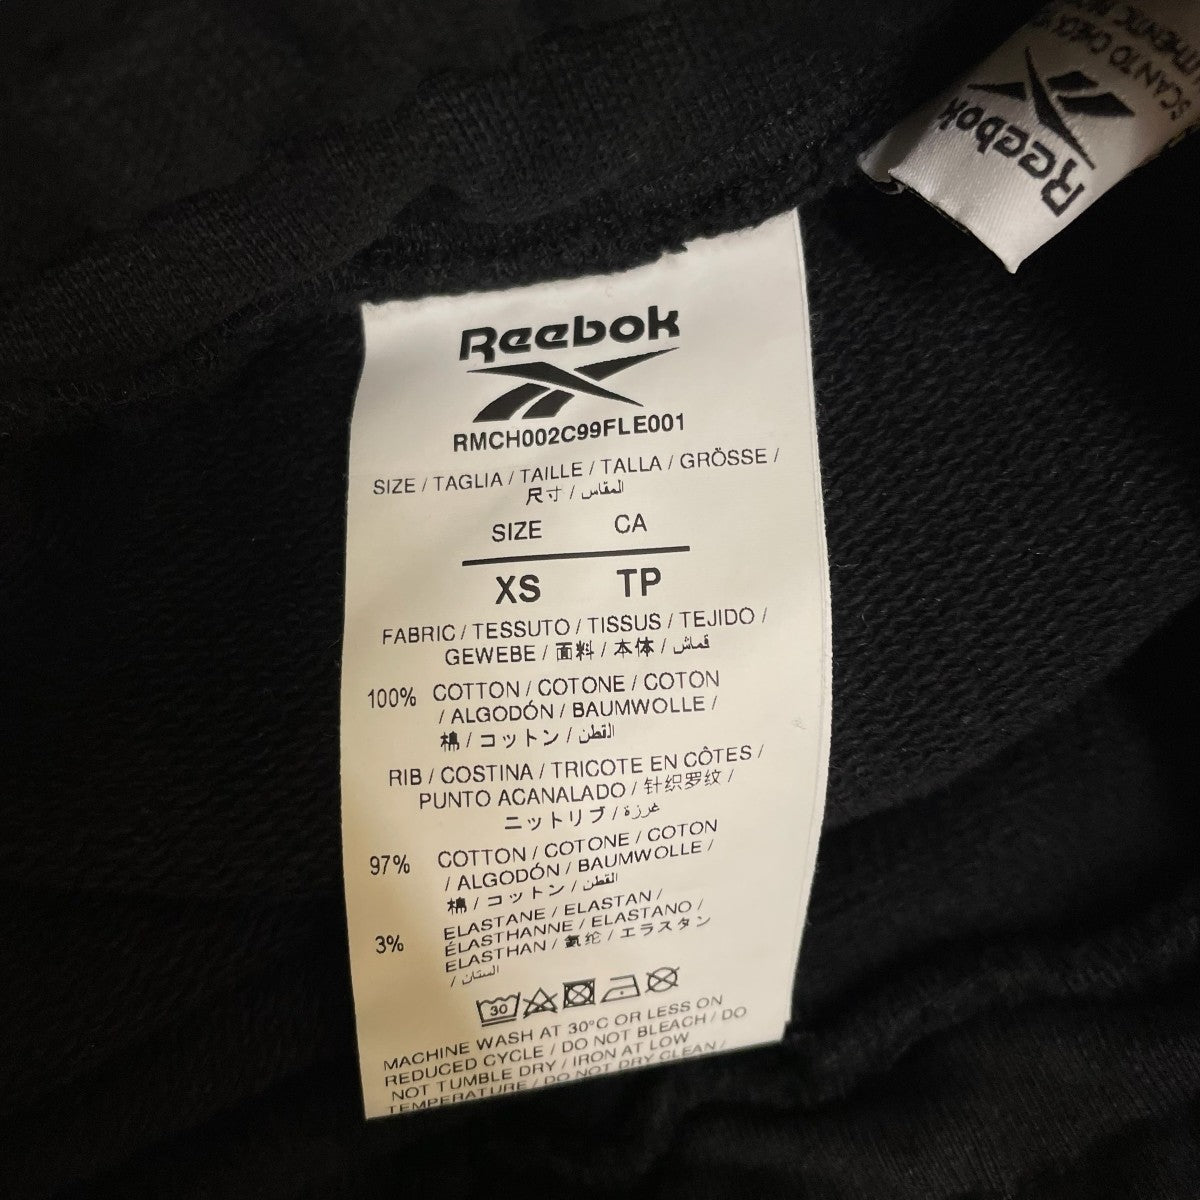 SCAN TO CHECK
Reebok
Reebok
RMCH002C99FLE001
SIZE / TAGLIA / TAILLE / TALLA / GRÖSSE /
尺寸 / المقاس
SIZE CA
XS TP
FABRIC / TESSUTO / TISSUS / TEJIDO /
GEWEBE / 面料 / 本体 / قماش
100% COTTON / COTONE / COTON
/ ALGODÓN / BAUMWOLLE /
棉 / コットン / القطن
RIB / COSTINA / TRICOTE EN CÔTES /
PUNTO ACANALADO / 针织罗纹 /
ニットリブ / غرزة
97% COTTON / COTONE / COTON
/ ALGODÓN / BAUMWOLLE /
棉 / コットン / القطن
3% ELASTANE / ELASTAN /
ÉLASTHANNE / ELASTANO /
ELASTHAN / 氨纶 / エラスタン
/ الستان
30
MACHINE WASH AT 30°C OR LESS ON
REDUCED CYCLE / DO NOT BLEACH / DO
NOT TUMBLE DRY / IRON AT LOW
TEMPERATURE / DO NOT DRY CLEAN /